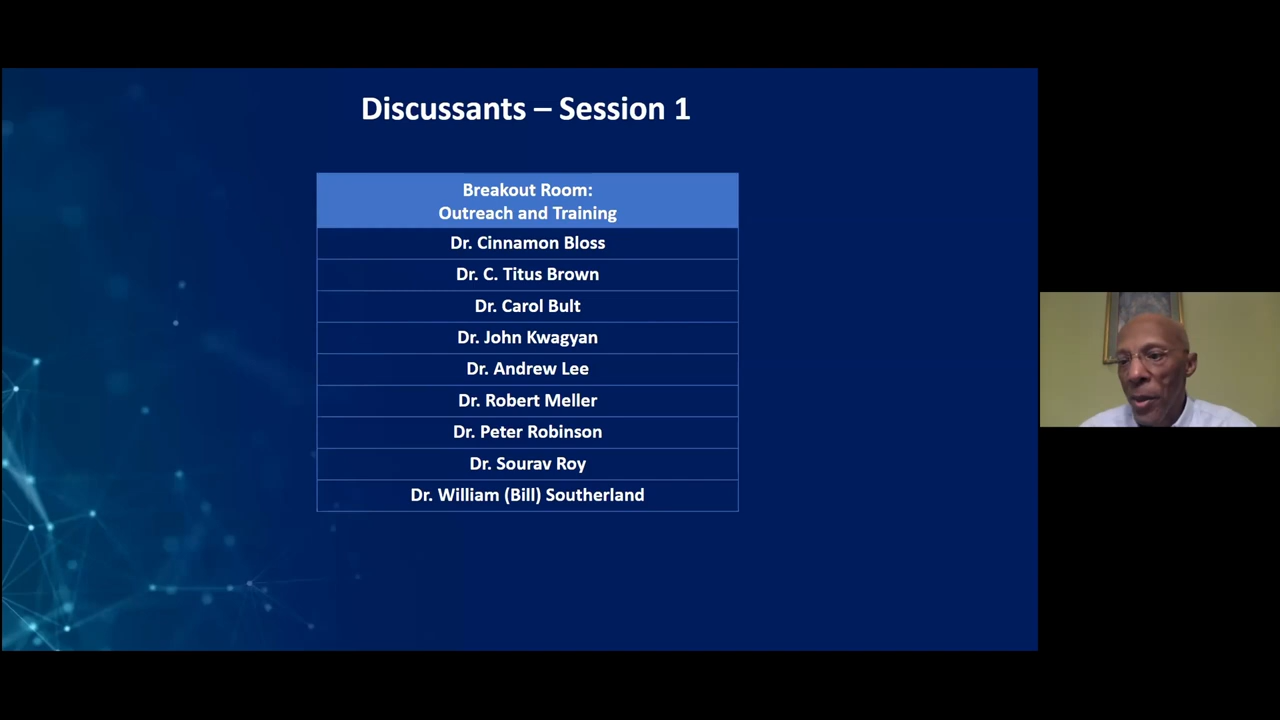 Discussants – Session 1
Breakout Room:
Outreach and Training
Dr. Cinnamon Bloss
Dr. C. Titus Brown
Dr. Carol Bult
Dr. John Kwagyan
Dr. Andrew Lee
Dr. Robert Meller
Dr. Peter Robinson
Dr. Sourav Roy
Dr. William (Bill) Southerland